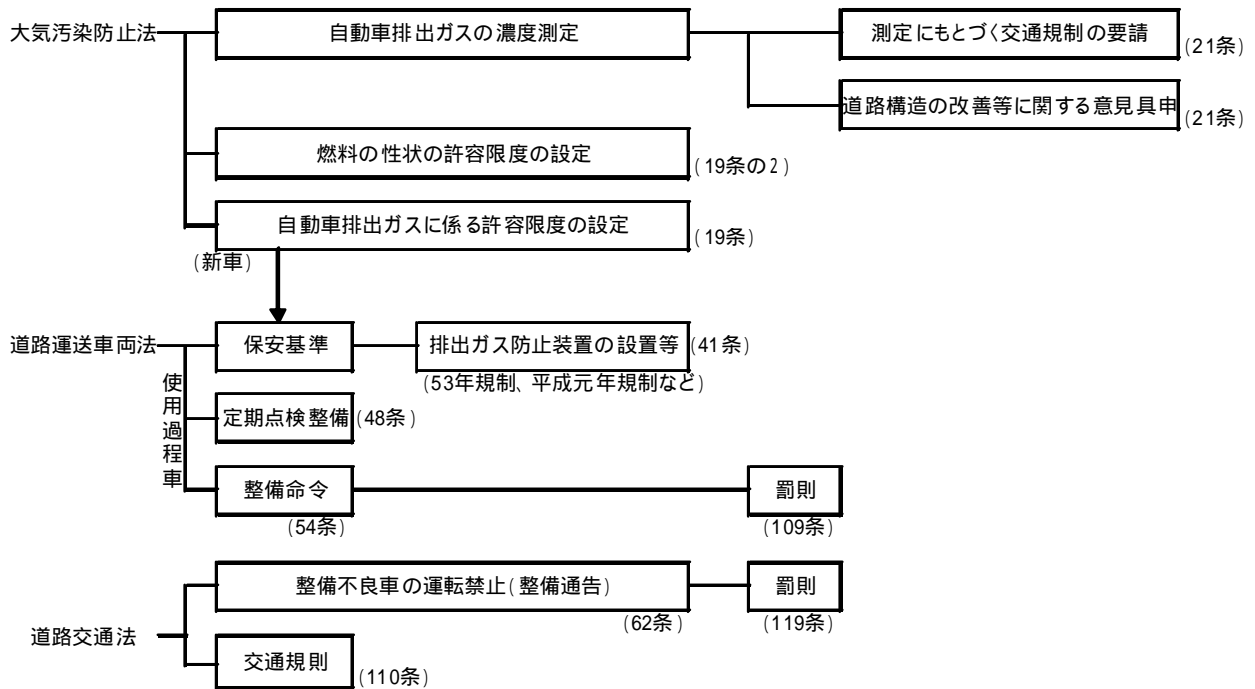 大気汚染防止法
自動車排出ガスの濃度測定
測定にもとづく交通規制の要請
(21条)
道路構造の改善等に関する意見具申
(21条)
燃料の性状の許容限度の設定
(19条の2)
自動車排出ガスに係る許容限度の設定
(19条)
(新車)
道路運送車両法
保安基準
排出ガス防止装置の設置等
(41条)
(53年規制、平成元年規制など)
使用過程車
定期点検整備
(48条)
整備命令
(54条)
罰則
(109条)
道路交通法
整備不良車の運転禁止(整備通告)
(62条)
罰則
(119条)
交通規則
(110条)